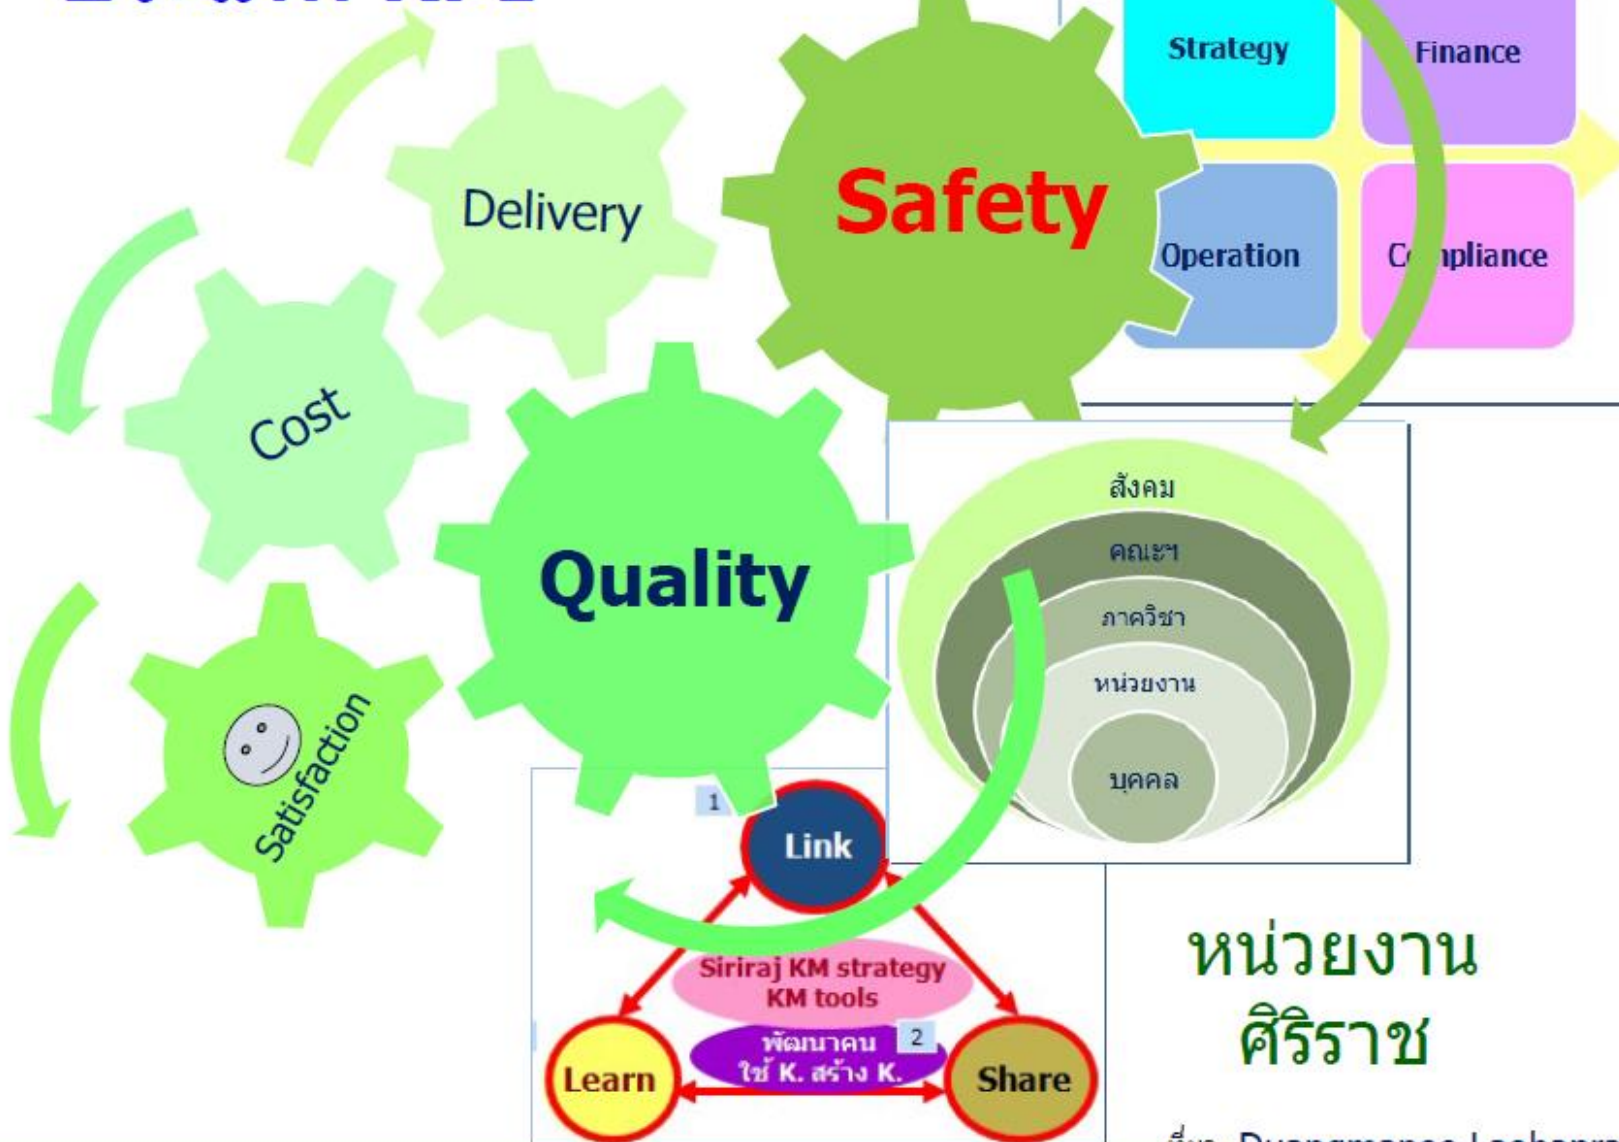 Strategy
Finance
Delivery
Safety
Operation
Compliance
Cost
สังคม
คณะฯ
Quality
ภาควิชา
หน่วยงาน
บุคคล
Satisfaction
1
Link
Siriraj KM strategy
KM tools
พัฒนาคน
2
ใช้ K. สร้าง K.
Learn
Share
หน่วยงาน
ศิริราช